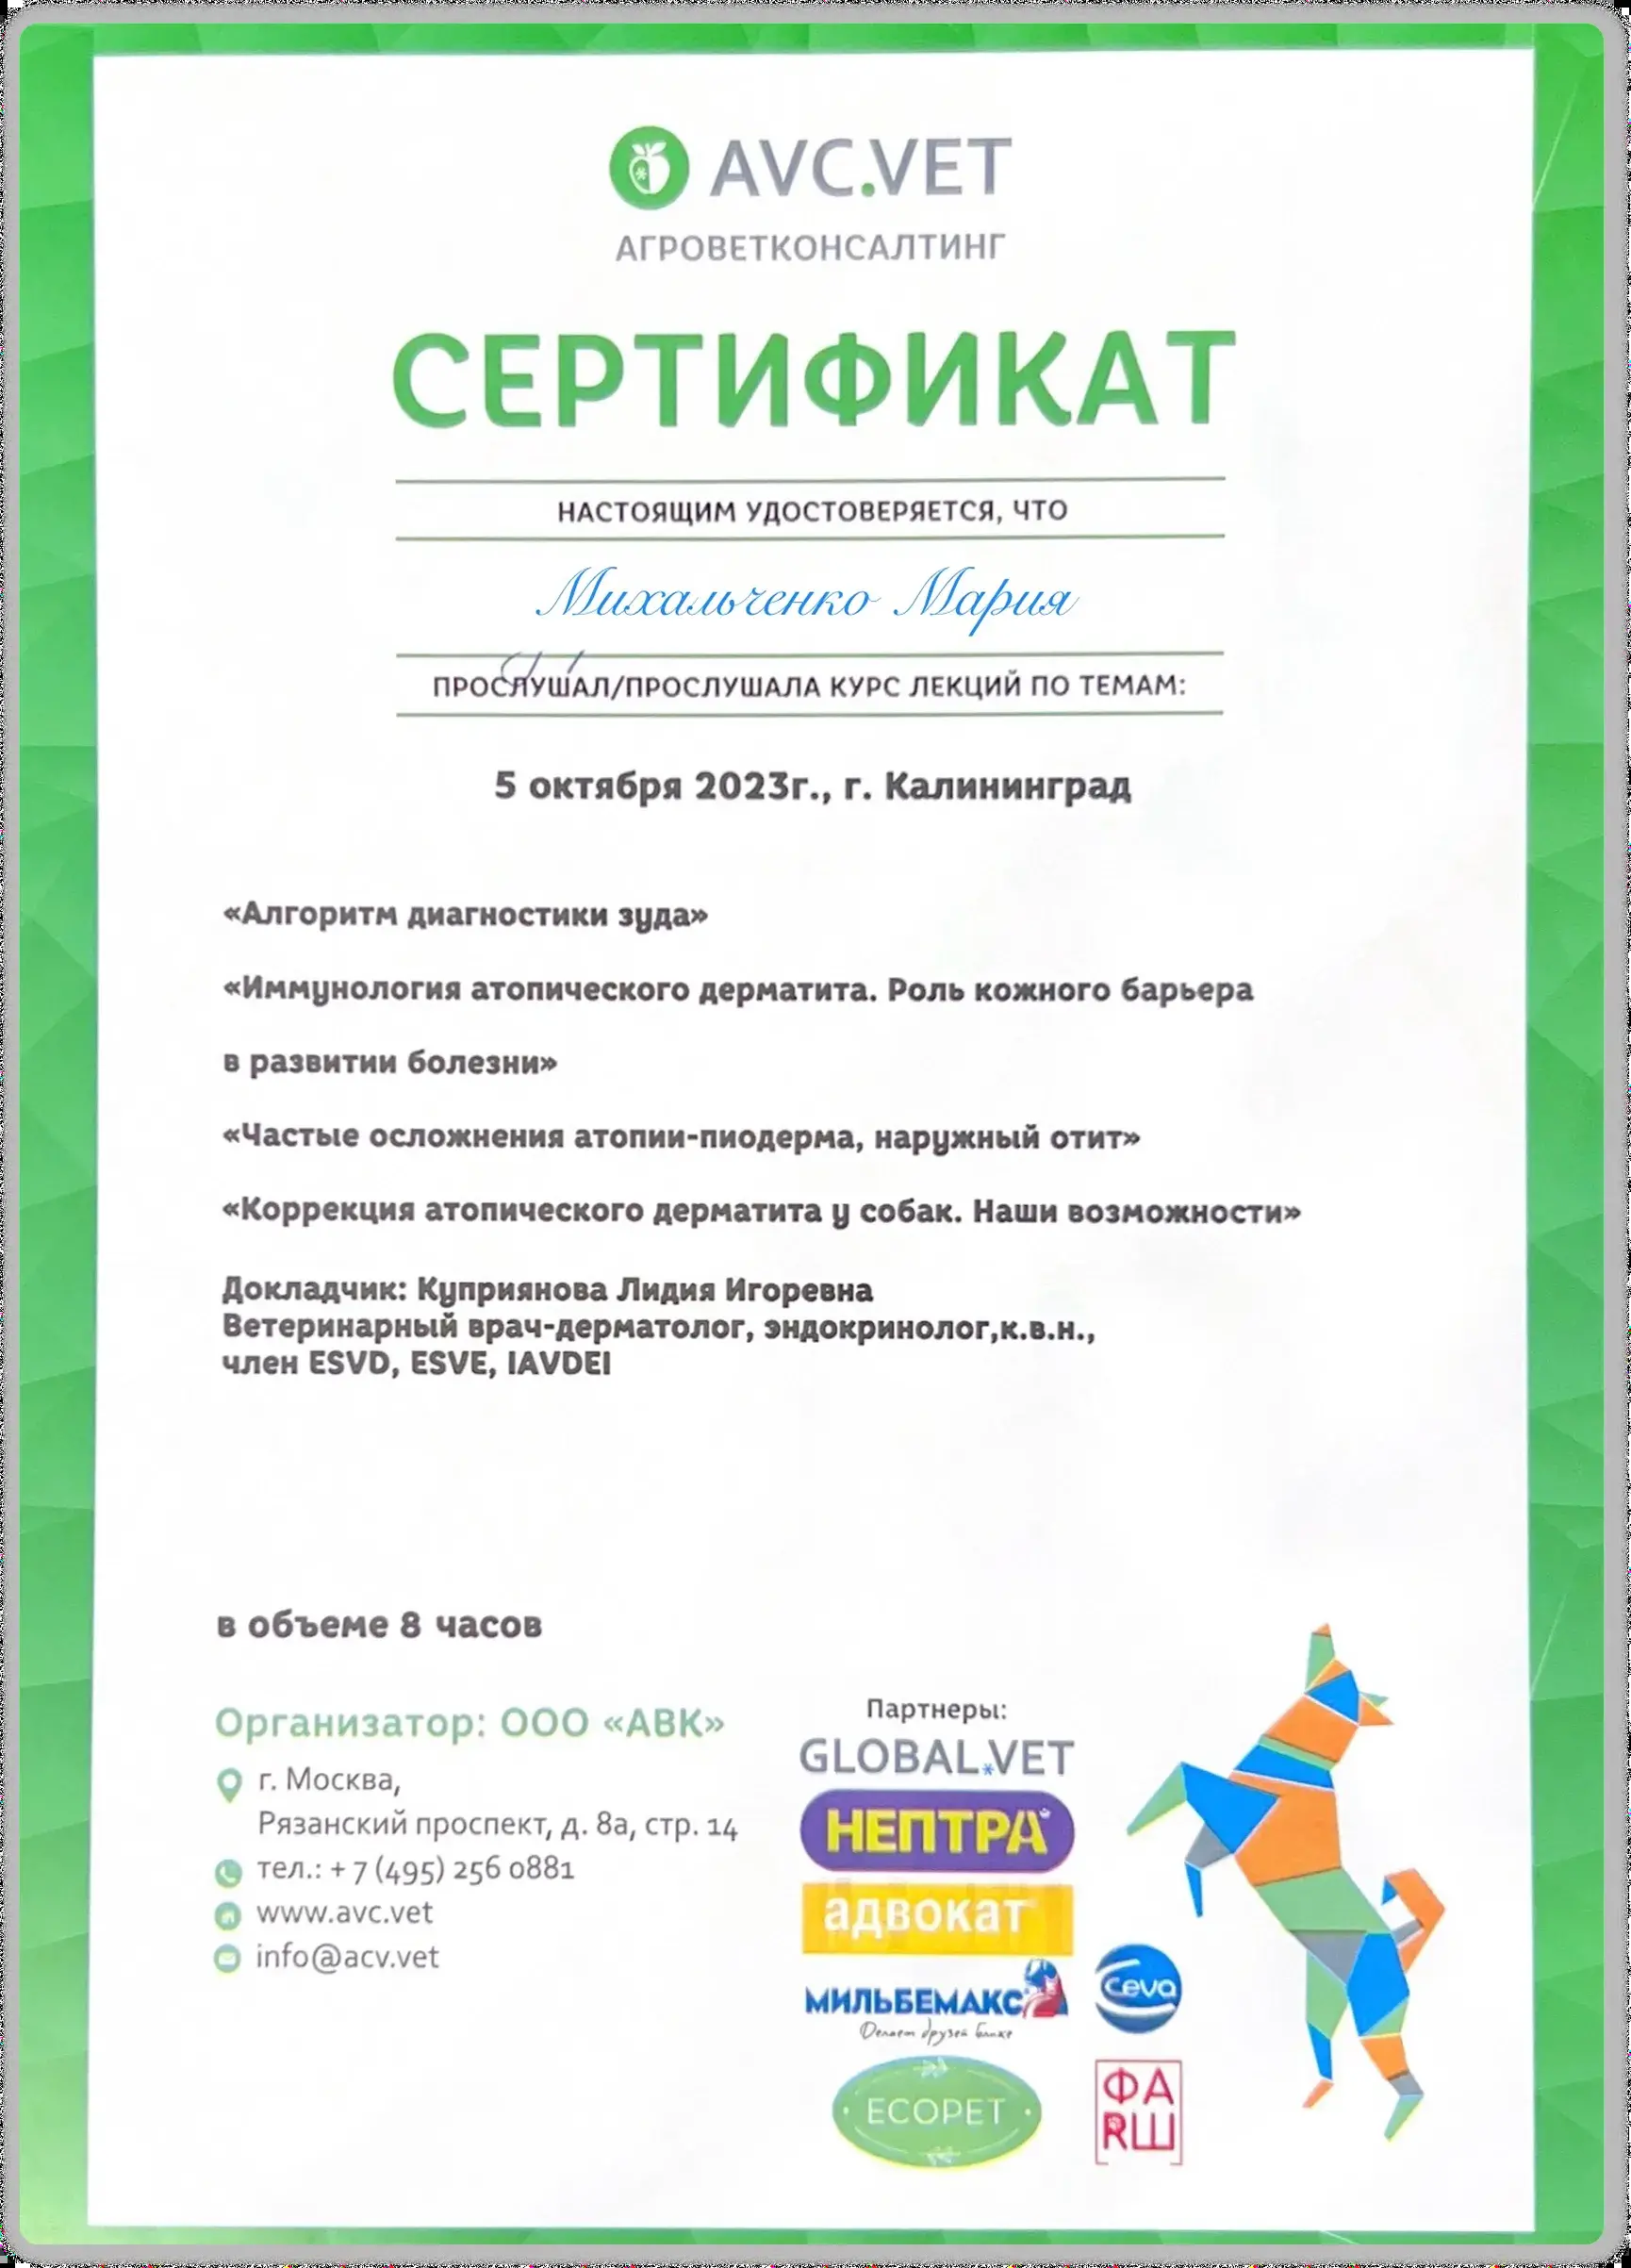 AVC.VET
АГРОВЕТКОНСАЛТИНГ
СЕРТИФИКАТ
НАСТОЯЩИМ УДОСТОВЕРЯЕТСЯ, ЧТО
Михальченко Мария
ПРОСЛУШАЛ/ПРОСЛУШАЛА КУРС ЛЕКЦИЙ ПО ТЕМАМ:
5 октября 2023г., г. Калининград
«Алгоритм диагностики зуда»
«Иммунология атопического дерматита. Роль кожного барьера
в развитии болезни»
«Частые осложнения атопии-пиодерма, наружный отит»
«Коррекция атопического дерматита у собак. Наши возможности»
Докладчик: Куприянова Лидия Игоревна
Ветеринарный врач-дерматолог, эндокринолог,к.в.н.,
член ESVD, ESVE, IAVDEI
в объеме 8 часов
Организатор: ООО «АВК»
г. Москва,
Рязанский проспект, д. 8а, стр. 14
тел.: + 7 (495) 256 0881
www.avc.vet
info@acv.vet
Партнеры:
GLOBAL.VET
НЕПТРА
адвокат
МИЛЬБЕМАКС
Делает друзей ближе
Ceva
ECOPET
ФА
RШ